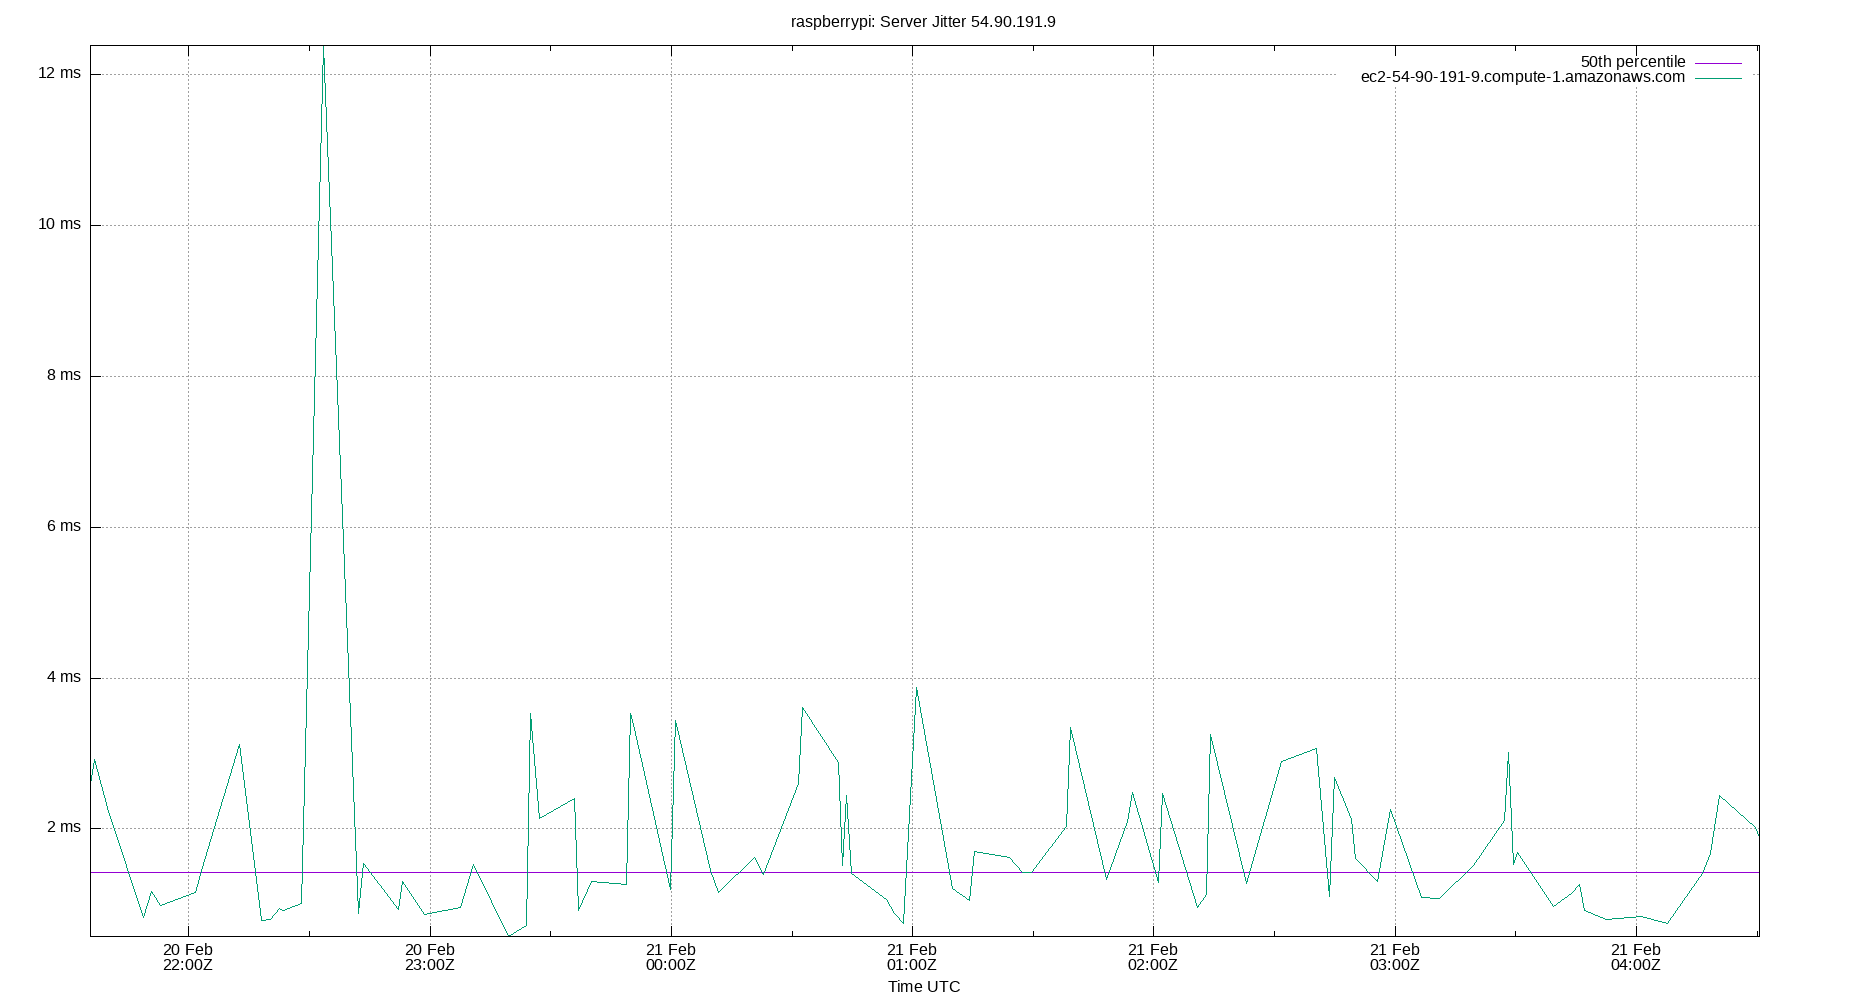 raspberrypi: Server Jitter 54.90.191.9
50th percentile
ec2-54-90-191-9.compute-1.amazonaws.com
12 ms
10 ms
8 ms
6 ms
4 ms
2 ms
20 Feb
22:00Z
20 Feb
23:00Z
21 Feb
00:00Z
21 Feb
01:00Z
21 Feb
02:00Z
21 Feb
03:00Z
21 Feb
04:00Z
Time UTC